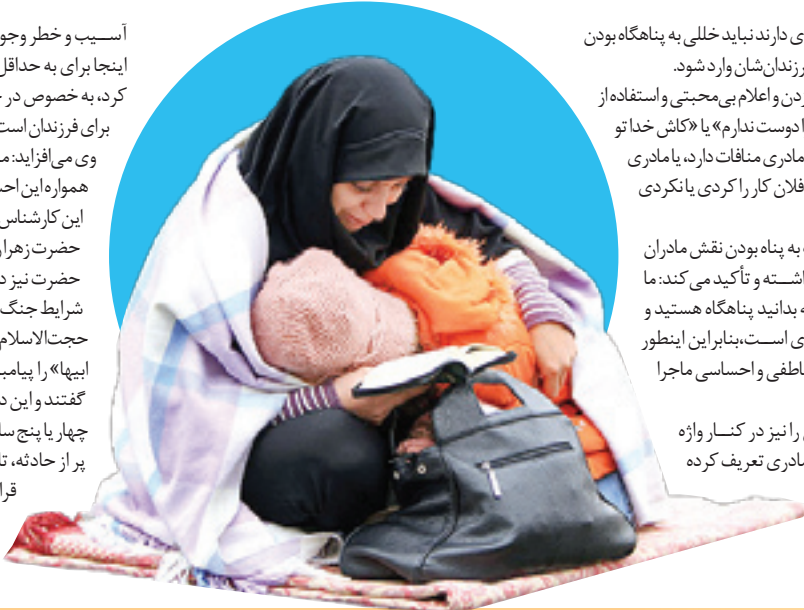 ی دارند نباید خللی به پناهگاه بودن
رزندان‌شان وارد شود.
ردن و اعلام بی‌محبتی و استفاده از
ا دوست ندارم» یا «کاش خدا تو
مادری منافات دارد، یا مادری
فلان کار را کردی یا نکردی
به پناه بودن نقش مادران
اشته و تأکید می‌کند: ما
ه بدانید پناهگاه هستید و
ی است، بنابراین اینطور
اطفی و احساسی ماجرا
را نیز در کنار واژه
مادری تعریف کرده
آسیب و خطر وجو
اینجا برای به حداقل
کرد، به خصوص در
برای فرزندان است
وی می‌افزاید: م
همواره این احس
این کارشناس
حضرت زهرا
حضرت نیز د
شرایط جنگ
حجت‌الاسلام
ابیها» را پیامب
گفتند و این د
چهار یا پنج سا
پر از حادثه، تا
قرا